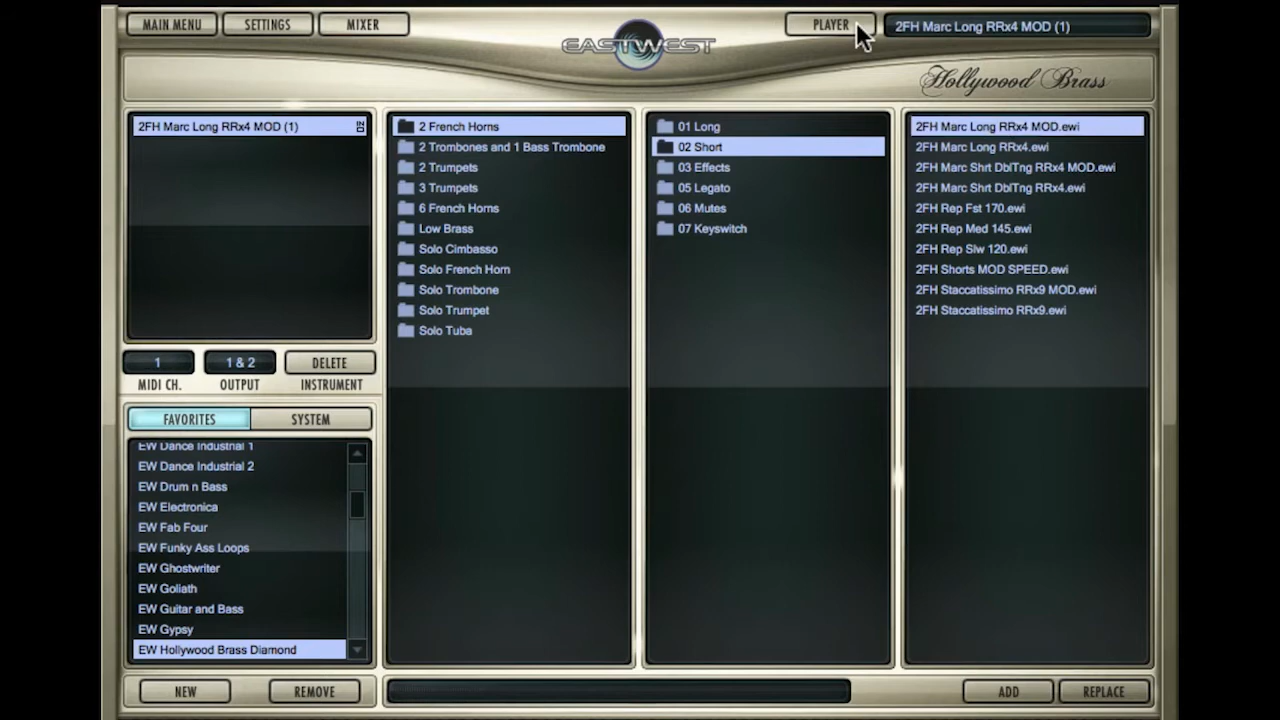 MAIN MENU
SETTINGS
MIXER
EASTWEST
PLAYER
2FH Marc Long RRx4 MOD (1)
Hollywood Brass
2FH Marc Long RRx4 MOD (1)
1
MIDI CH.
1 & 2
OUTPUT
DELETE
INSTRUMENT
FAVORITES
SYSTEM
EW Dance Industrial 1
EW Dance Industrial 2
EW Drum n Bass
EW Electronica
EW Fab Four
EW Funky Ass Loops
EW Ghostwriter
EW Goliath
EW Guitar and Bass
EW Gypsy
EW Hollywood Brass Diamond
NEW
REMOVE
2 French Horns
2 Trombones and 1 Bass Trombone
2 Trumpets
3 Trumpets
6 French Horns
Low Brass
Solo Cimbasso
Solo French Horn
Solo Trombone
Solo Trumpet
Solo Tuba
01 Long
02 Short
03 Effects
05 Legato
06 Mutes
07 Keyswitch
2FH Marc Long RRx4 MOD.ewi
2FH Marc Long RRx4.ewi
2FH Marc Shrt DblTng RRx4 MOD.ewi
2FH Marc Shrt DblTng RRx4.ewi
2FH Rep Fst 170.ewi
2FH Rep Med 145.ewi
2FH Rep Slw 120.ewi
2FH Shorts MOD SPEED.ewi
2FH Staccatissimo RRx9 MOD.ewi
2FH Staccatissimo RRx9.ewi
ADD
REPLACE